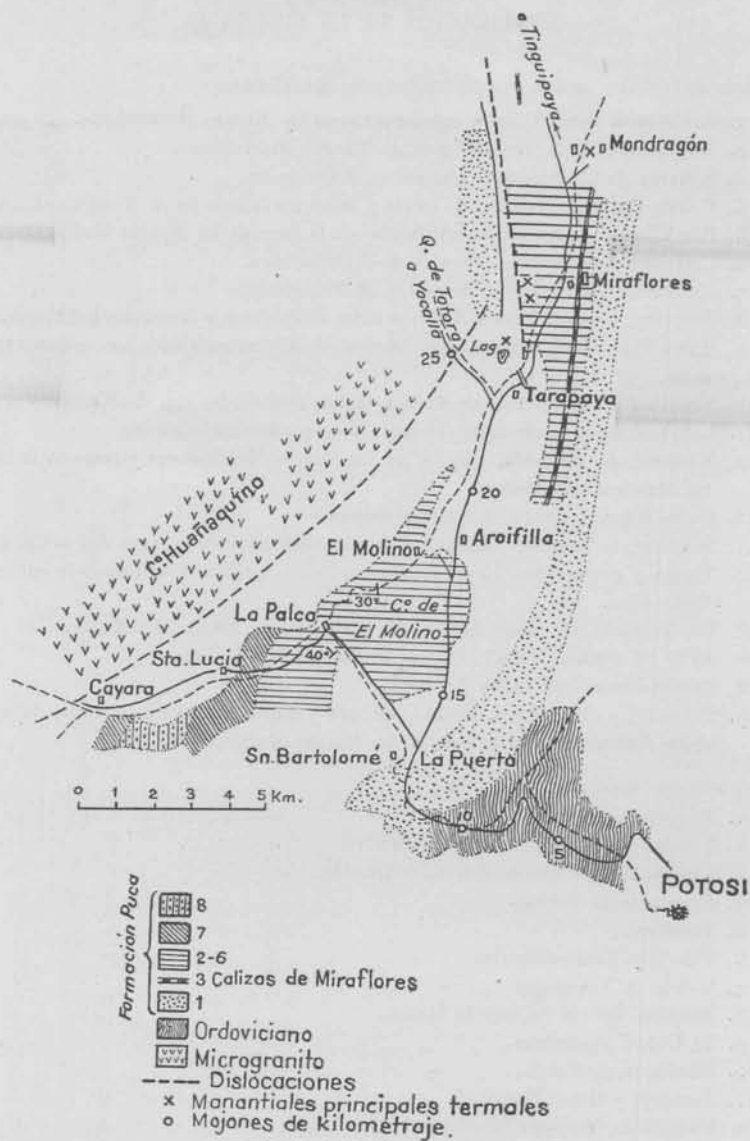 a Tinguipaya
Mondragón
Miraflores
Q. de Tatorg
a Yocalla
25
Lag
Tarapaya
20
Aroifilla
Co Huañaquino
El Molino
30°
Co. de
El Molino
La Palca
40°
Sta. Lucia
Cayara
15
Sn. Bartolomé
La Puerta
0 1 2 3 4 5 Km.
10
5
POTOSI
Formación Puca
8
7
2-6
3 Calizas de Miraflores
1
Ordoviciano
Microgranito
Dislocaciones
x Manantiales principales termales
o Mojones de kilometraje.